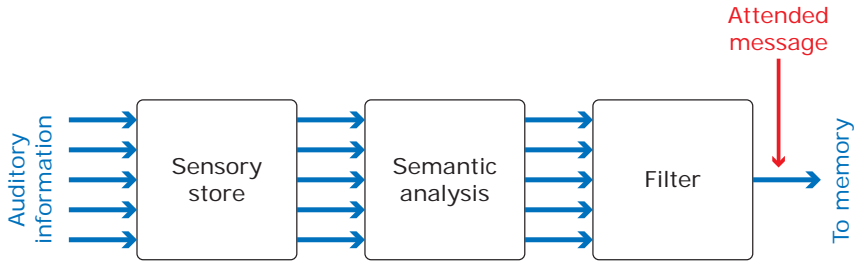 Attended
message
Auditory
information
Sensory
store
Semantic
analysis
Filter
To memory